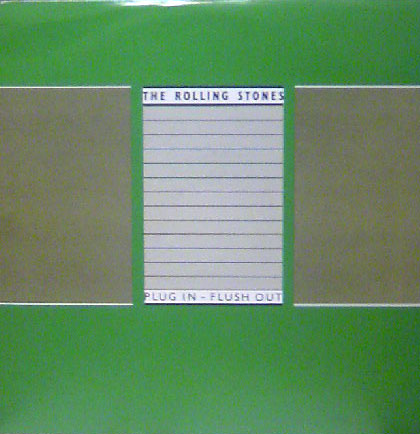 THE ROLLING STONES
PLUG IN - FLUSH OUT